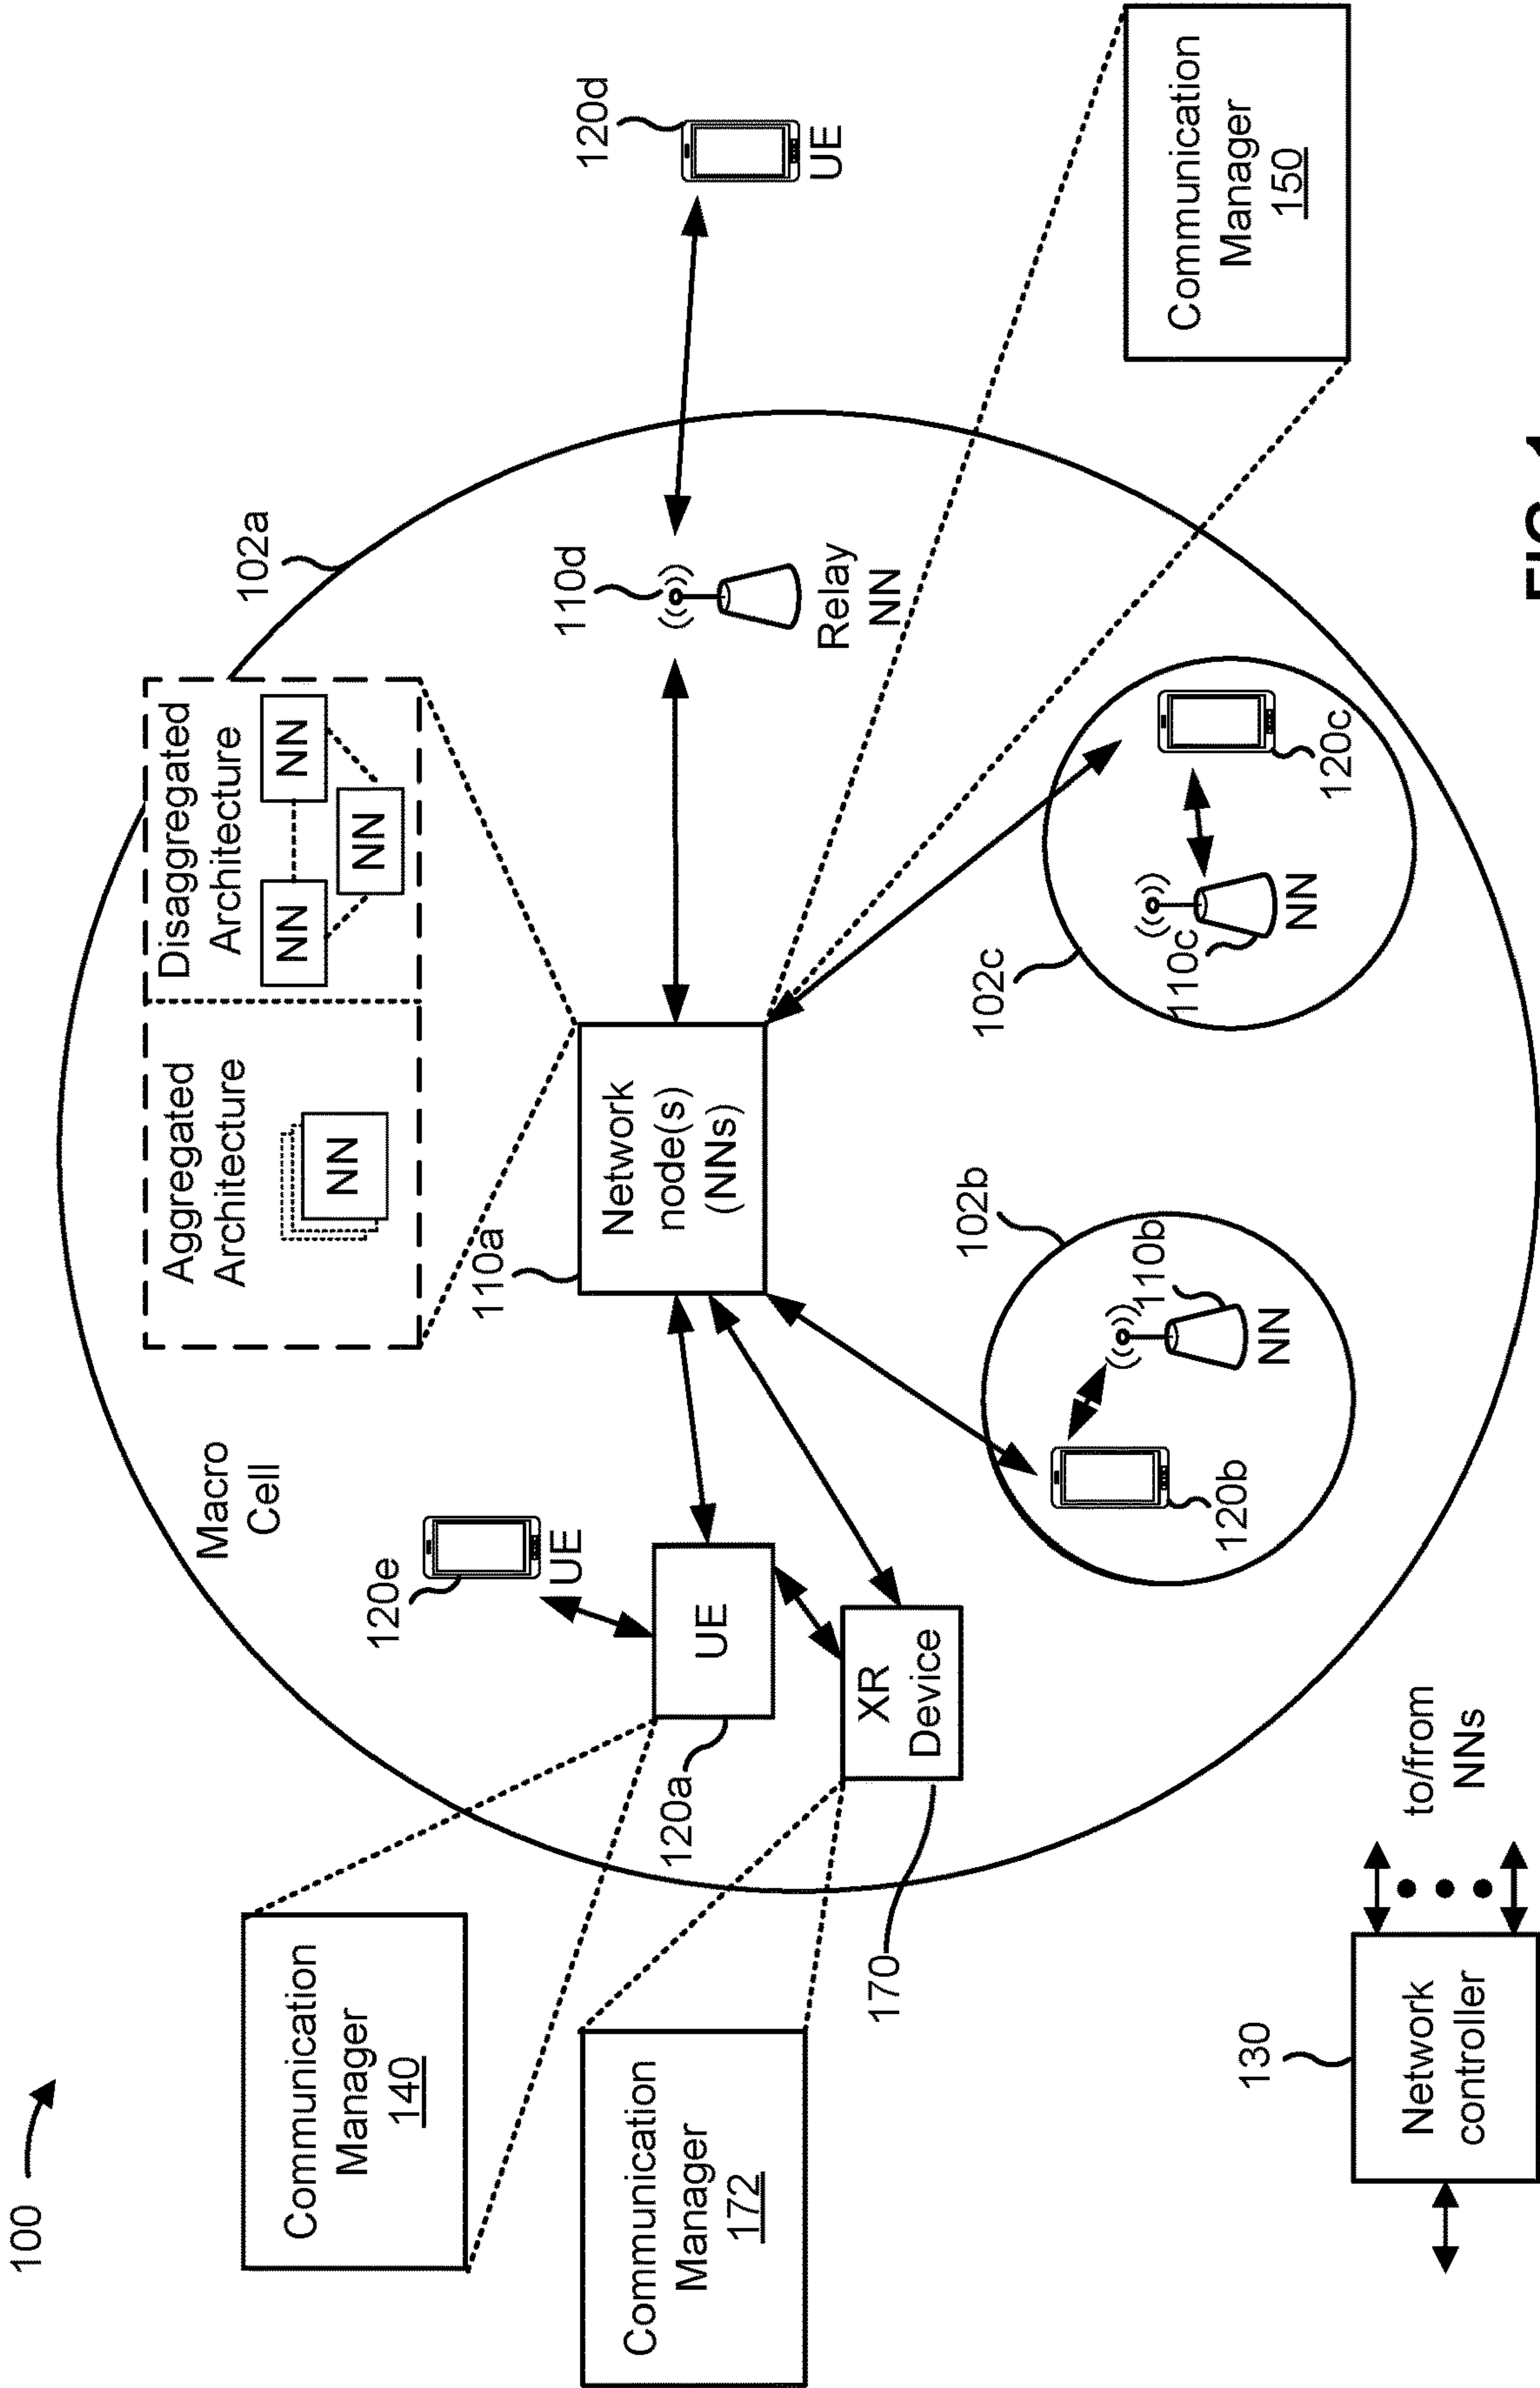 100
Communication
Manager
140
Communication
Manager
172
Macro
Cell
Aggregated
Architecture
NN
Disaggregated
Architecture
NN
NN
NN
102a
120e
UE
UE
120a
XR
Device
170
110a
Network
node(s)
(NNs)
110d
Relay
NN
120d
UE
102b
110b
NN
120b
102c
110c
NN
120c
Communication
Manager
150
130
Network
controller
to/from
NNs